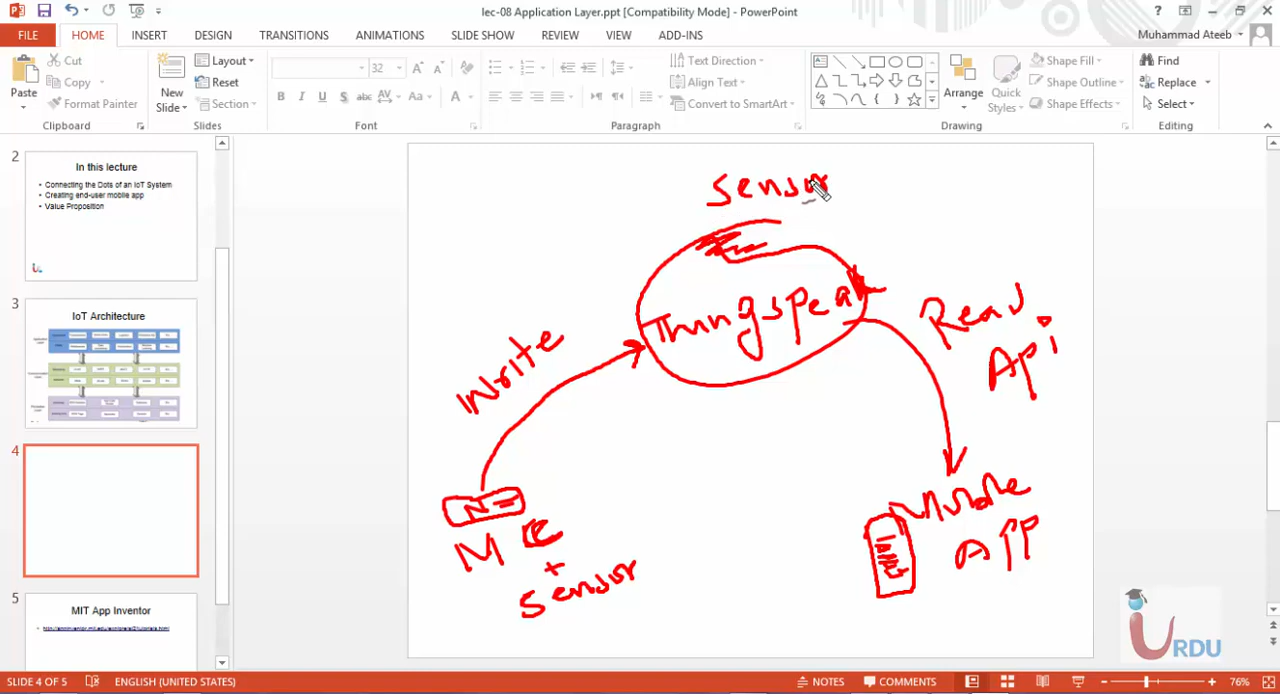 lec-08 Application Layer.ppt [Compatibility Mode] - PowerPoint
FILE HOME INSERT DESIGN TRANSITIONS ANIMATIONS SLIDE SHOW REVIEW VIEW ADD-INS Muhammad Ateeb
Paste Cut Copy Format Painter
New Slide Layout Reset Section
32
B I U S abc AV Aa A
Text Direction Align Text Convert to SmartArt
Arrange Quick Styles Shape Fill Shape Outline Shape Effects
Find Replace Select
Clipboard Slides Font Paragraph Drawing Editing
2
In this lecture
• Connecting the Dots of an IoT System
• Creating end-user mobile app
• Value Proposition
3
IoT Architecture
4
5
MIT App Inventor
Sensor
Thingspeak
Read
Api
Write
N
M
+
Sensor
Mobile
App
URDU
SLIDE 4 OF 5 ENGLISH (UNITED STATES) NOTES COMMENTS 76%